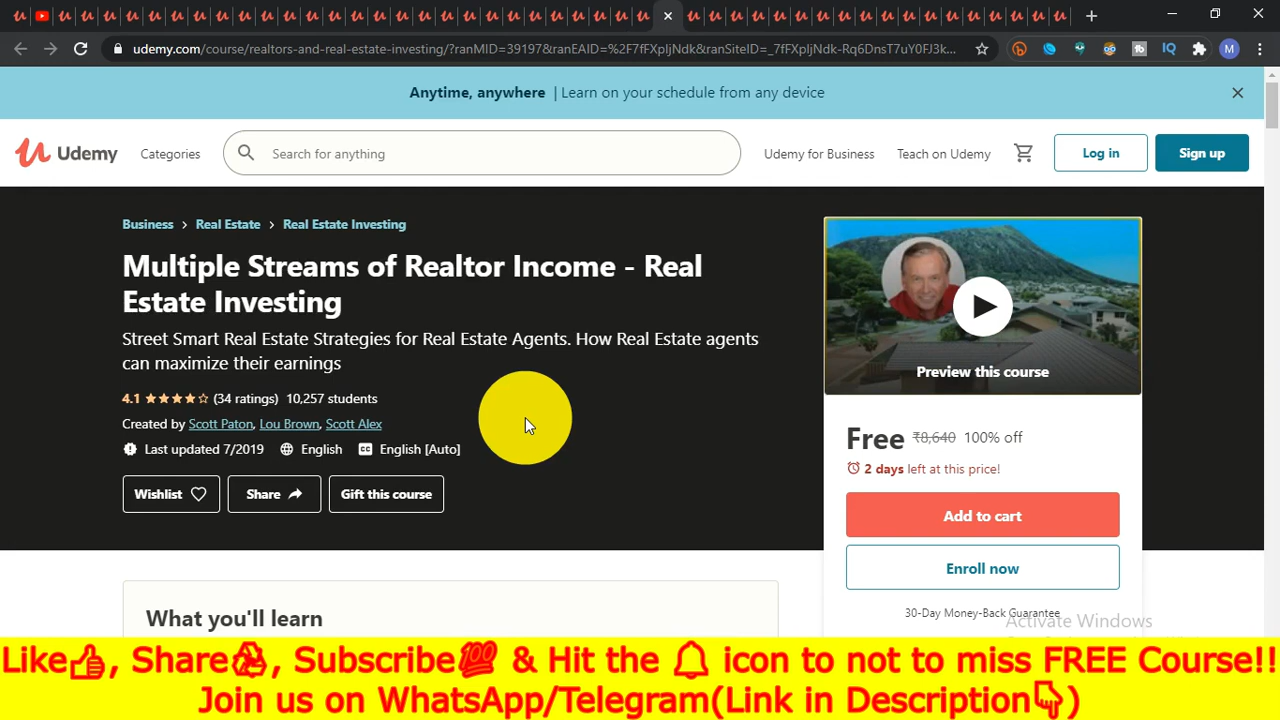 udemy.com/course/realtors-and-real-estate-investing/?ranMID=39197&ranEAID=%2F7fFXpljNdk&ranSiteID=_7fFXpljNdk-Rq6DnsT7uY0FJ3k...
IQ
M
Anytime, anywhere | Learn on your schedule from any device
Udemy
Categories
Search for anything
Udemy for Business
Teach on Udemy
Log in
Sign up
Business > Real Estate > Real Estate Investing
Multiple Streams of Realtor Income - Real
Estate Investing
Street Smart Real Estate Strategies for Real Estate Agents. How Real Estate agents
can maximize their earnings
4.1 (34 ratings) 10,257 students
Created by Scott Paton, Lou Brown, Scott Alex
Last updated 7/2019 English CC English [Auto]
Wishlist
Share
Gift this course
Preview this course
Free ₹8,640 100% off
2 days left at this price!
Add to cart
Enroll now
30-Day Money-Back Guarantee
Activate Windows
What you'll learn
Like👍, Share♻, Subscribe💯 & Hit the 🔔 icon to not to miss FREE Course!!
Join us on WhatsApp/Telegram(Link in Description👇)